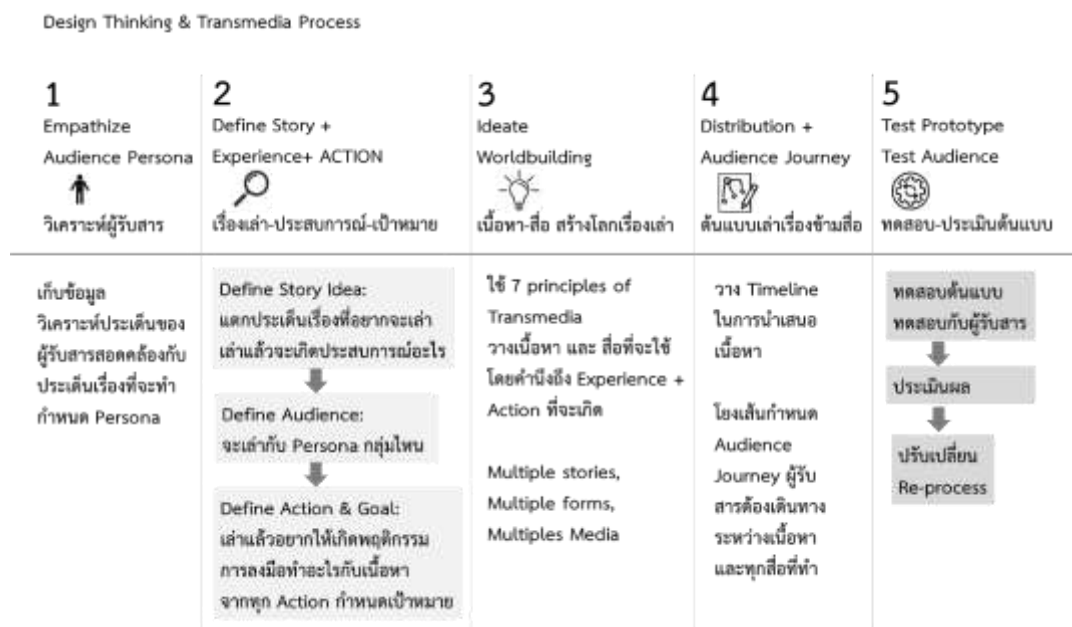 Design Thinking & Transmedia Process
1
Empathize
Audience Persona
วิเคราะห์ผู้รับสาร
2
Define Story +
Experience+ ACTION
เรื่องเล่า-ประสบการณ์-เป้าหมาย
3
Ideate
Worldbuilding
เนื้อหา-สื่อ สร้างโลกเรื่องเล่า
4
Distribution +
Audience Journey
ต้นแบบเล่าเรื่องข้ามสื่อ
5
Test Prototype
Test Audience
ทดสอบ-ประเมินต้นแบบ
เก็บข้อมูล
วิเคราะห์ประเด็นของ
ผู้รับสารสอดคล้องกับ
ประเด็นเรื่องที่จะทำ
กำหนด Persona
Define Story Idea:
แตกประเด็นเรื่องที่อยากจะเล่า
เล่าแล้วจะเกิดประสบการณ์อะไร
Define Audience:
จะเล่ากับ Persona กลุ่มไหน
Define Action & Goal:
เล่าแล้วอยากให้เกิดพฤติกรรม
การลงมือทำอะไรกับเนื้อหา
จากทุก Action กำหนดเป้าหมาย
ใช้ 7 principles of
Transmedia
วางเนื้อหา และ สื่อที่จะใช้
โดยคำนึงถึง Experience +
Action ที่จะเกิด
Multiple stories,
Multiple forms,
Multiples Media
วาง Timeline
ในการนำเสนอ
เนื้อหา
โยงเส้นกำหนด
Audience
Journey ผู้รับ
สารต้องเดินทาง
ระหว่างเนื้อหา
และทุกสื่อที่ทำ
ทดสอบต้นแบบ
ทดสอบกับผู้รับสาร
ประเมินผล
ปรับเปลี่ยน
Re-process